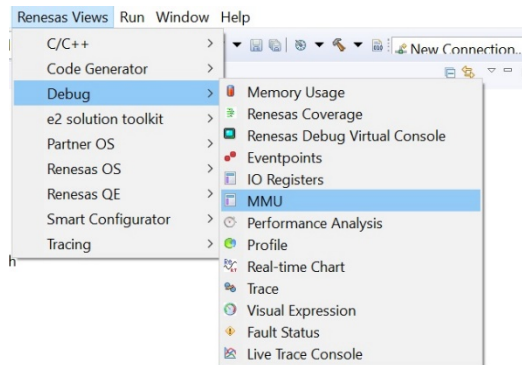 Renesas Views Run Window Help
C/C++
Code Generator
Debug
e2 solution toolkit
Partner OS
Renesas OS
Renesas QE
Smart Configurator
Tracing
h
New Connection...
Memory Usage
Renesas Coverage
Renesas Debug Virtual Console
Eventpoints
IO Registers
MMU
Performance Analysis
Profile
Real-time Chart
Trace
Visual Expression
Fault Status
Live Trace Console